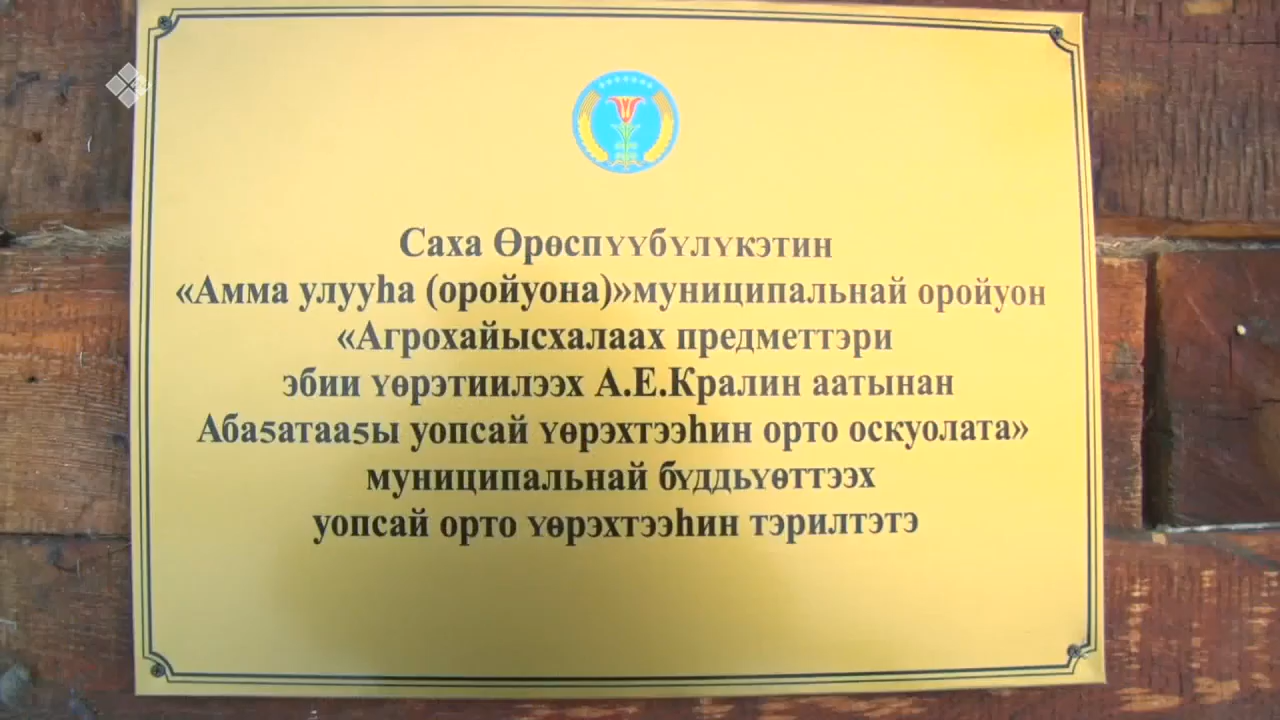 Саха Өрөспүүбүлүкэтин
«Амма улууһа (оройуона)»муниципальнай оройуон
«Агрохайысхалаах предметтэри
эбии үөрэтиилээх А.Е.Кралин аатынан
Аба5атаа5ы уопсай үөрэхтээһин орто оскуолата»
муниципальнай бүддьүөттээх
уопсай орто үөрэхтээһин тэрилтэтэ